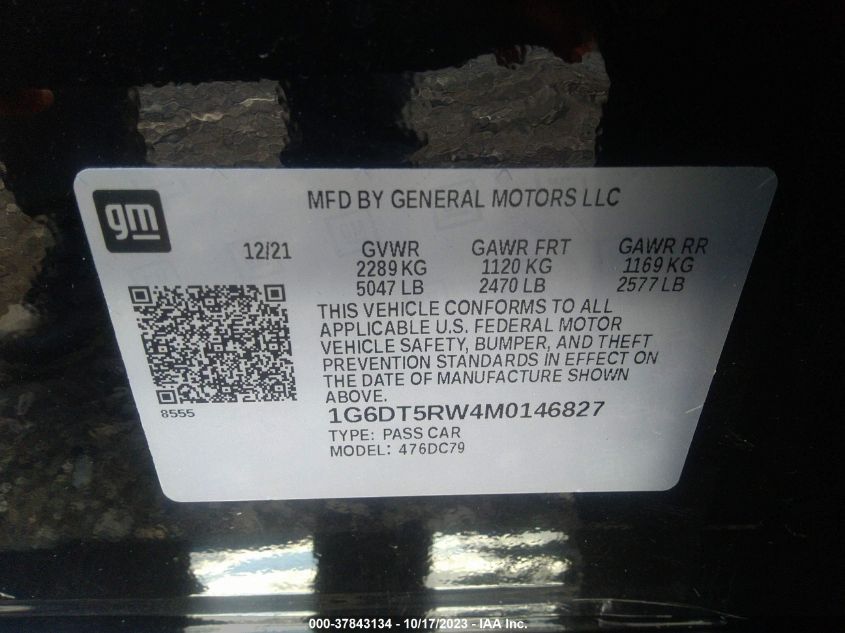 gm
MFD BY GENERAL MOTORS LLC
12/21 GVWR GAWR FRT GAWR RR
2289 KG 1120 KG 1169 KG
5047 LB 2470 LB 2577 LB
THIS VEHICLE CONFORMS TO ALL
APPLICABLE U.S. FEDERAL MOTOR
VEHICLE SAFETY, BUMPER, AND THEFT
PREVENTION STANDARDS IN EFFECT ON
THE DATE OF MANUFACTURE SHOWN
ABOVE.
8555
1G6DT5RW4M0146827
TYPE: PASS CAR
MODEL: 476DC79
000-37843134 - 10/17/2023 - IAA Inc.